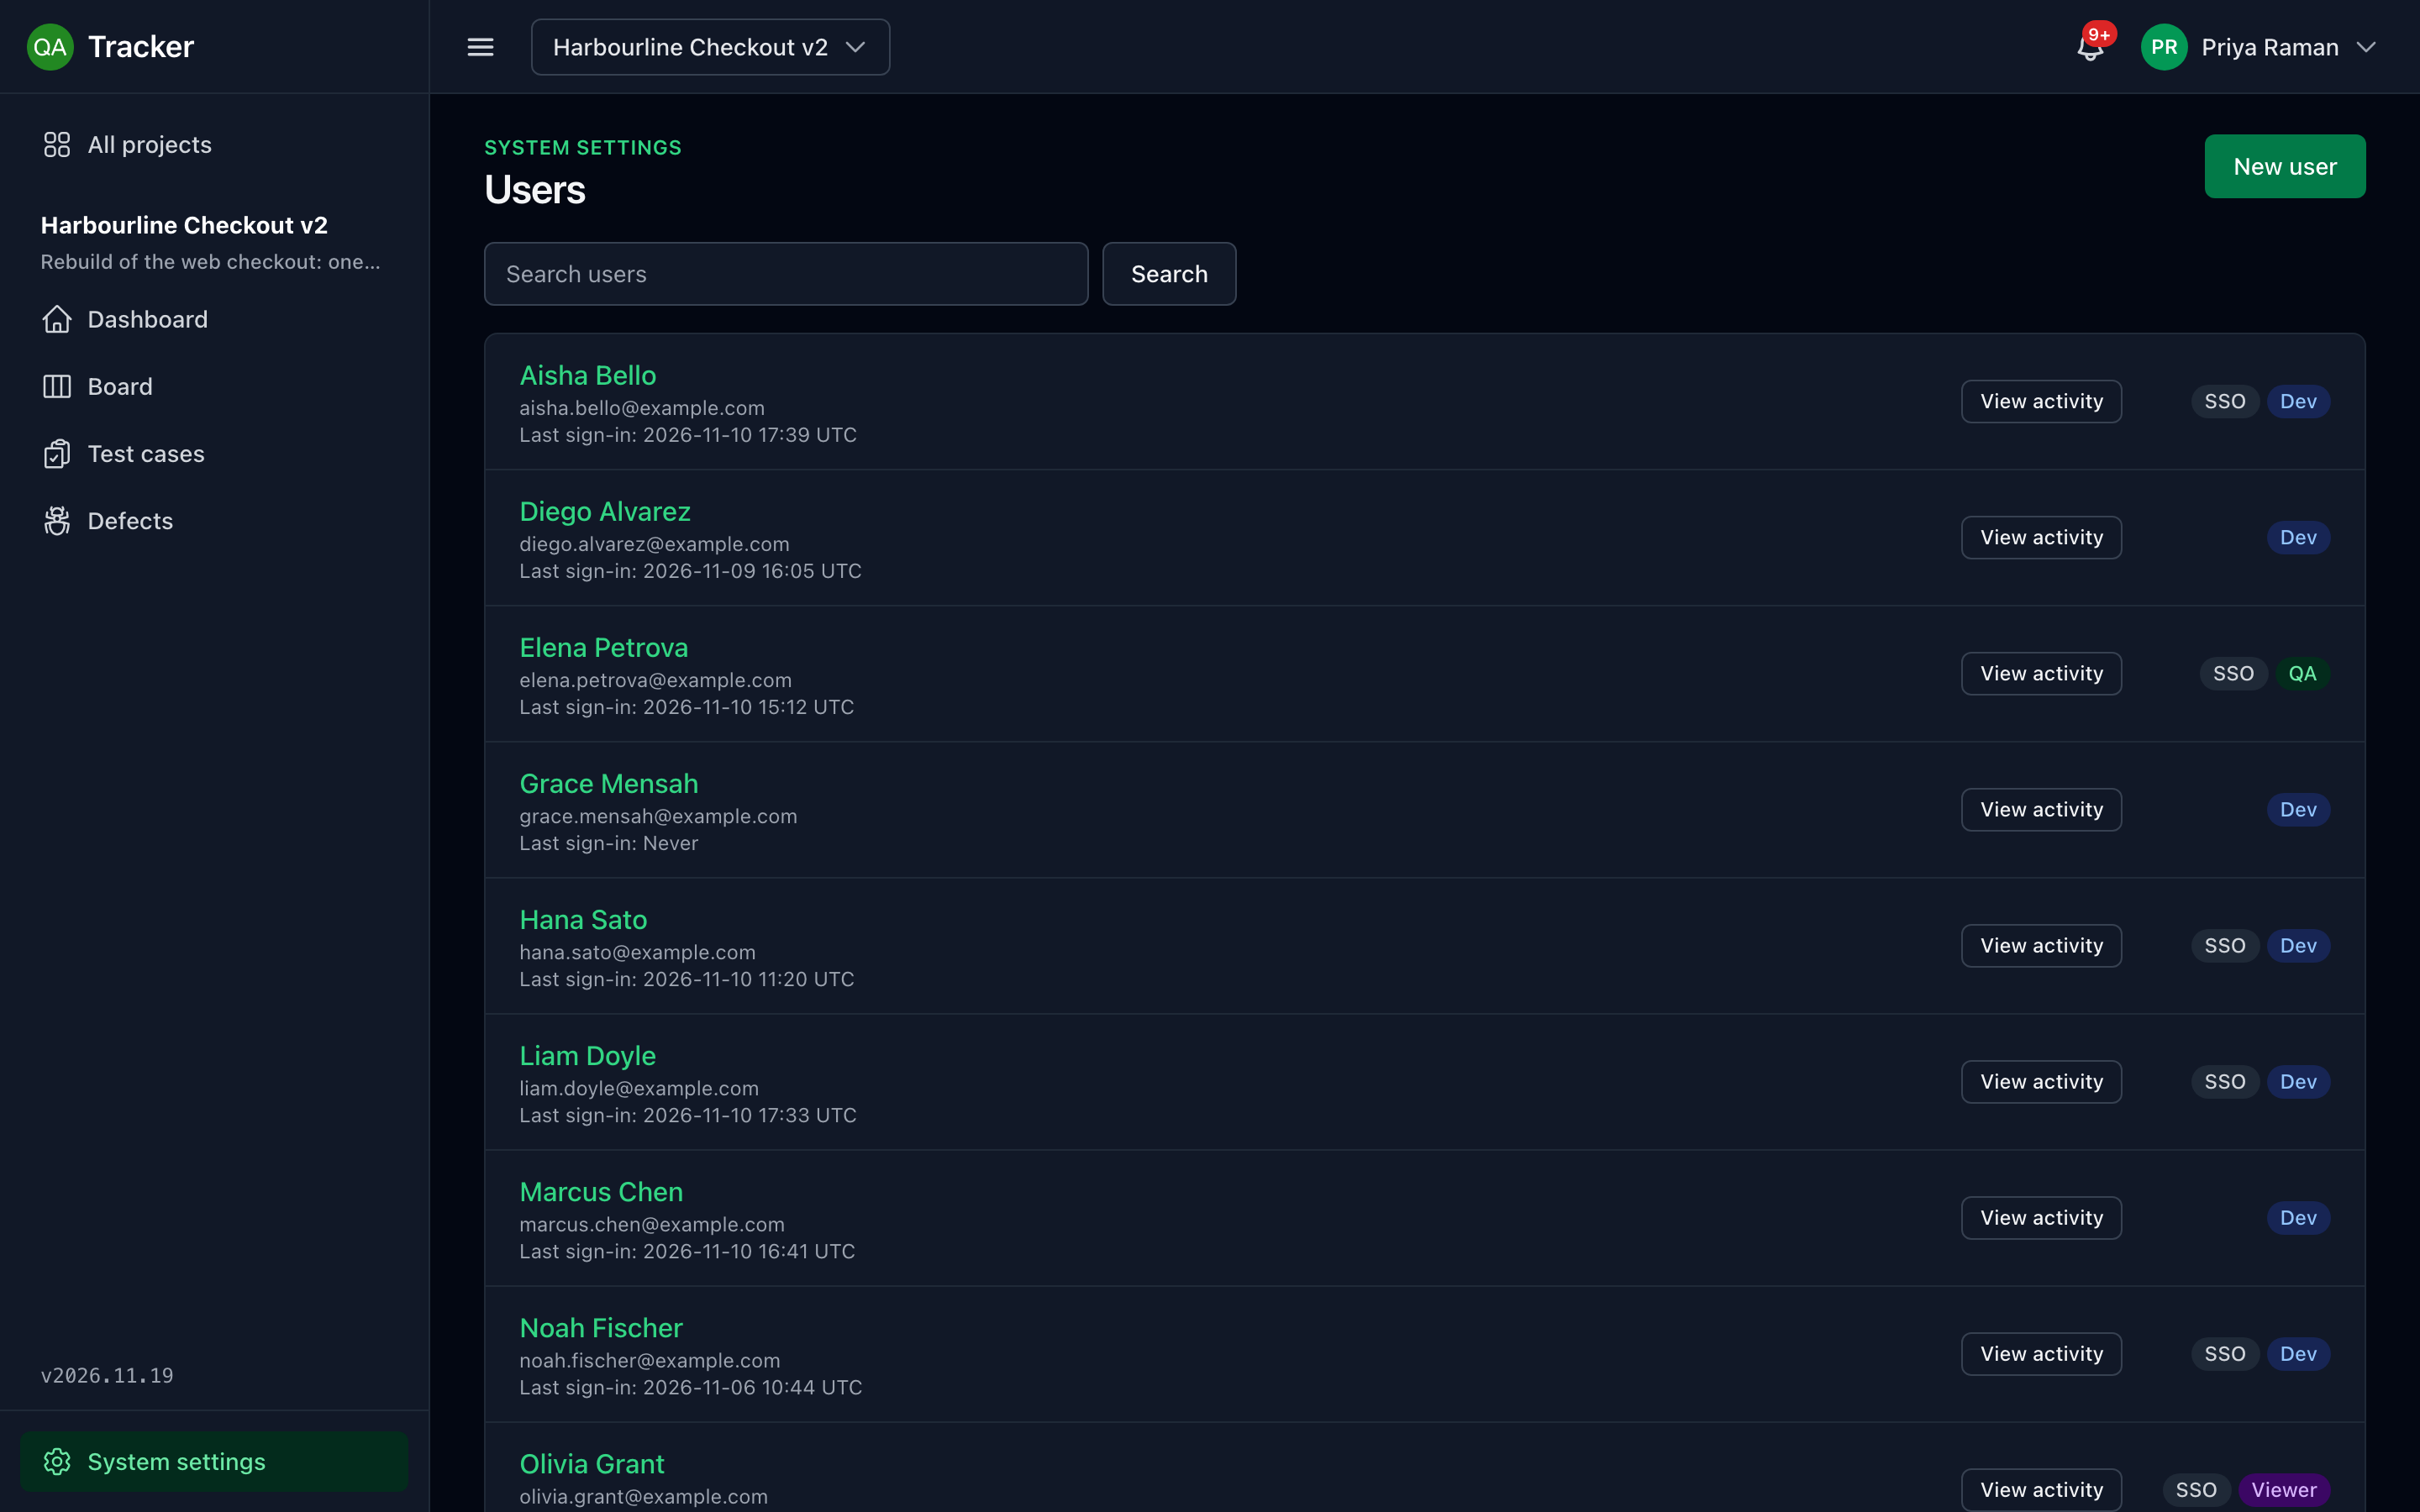 QA Tracker
Harbourline Checkout v2
9+
PR Priya Raman
All projects
Harbourline Checkout v2
Rebuild of the web checkout: one...
Dashboard
Board
Test cases
Defects
v2026.11.19
System settings
SYSTEM SETTINGS
Users
New user
Search users
Search
Aisha Bello
aisha.bello@example.com
Last sign-in: 2026-11-10 17:39 UTC
View activity
SSO Dev
Diego Alvarez
diego.alvarez@example.com
Last sign-in: 2026-11-09 16:05 UTC
View activity
Dev
Elena Petrova
elena.petrova@example.com
Last sign-in: 2026-11-10 15:12 UTC
View activity
SSO QA
Grace Mensah
grace.mensah@example.com
Last sign-in: Never
View activity
Dev
Hana Sato
hana.sato@example.com
Last sign-in: 2026-11-10 11:20 UTC
View activity
SSO Dev
Liam Doyle
liam.doyle@example.com
Last sign-in: 2026-11-10 17:33 UTC
View activity
SSO Dev
Marcus Chen
marcus.chen@example.com
Last sign-in: 2026-11-10 16:41 UTC
View activity
Dev
Noah Fischer
noah.fischer@example.com
Last sign-in: 2026-11-06 10:44 UTC
View activity
SSO Dev
Olivia Grant
olivia.grant@example.com
View activity
SSO Viewer